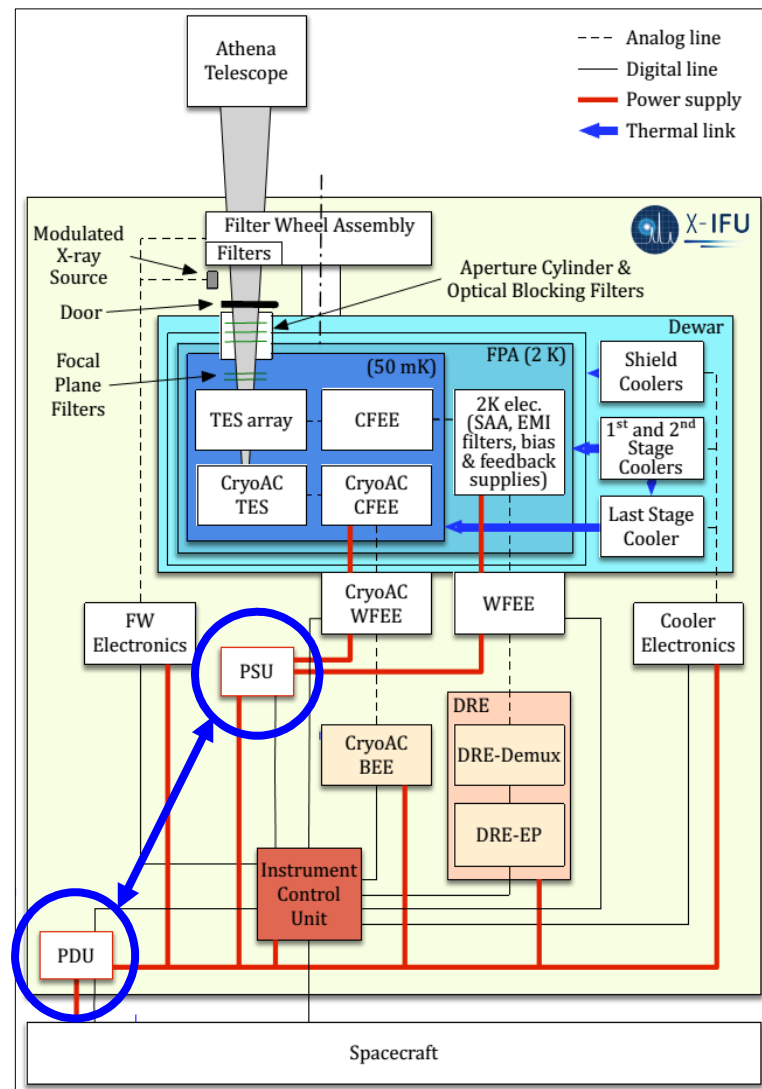 Athena
Telescope
Analog line
Digital line
Power supply
Thermal link
Filter Wheel Assembly
Filters
X-IFU
Modulated
X-ray
Source
Aperture Cylinder &
Optical Blocking Filters
Door
Dewar
Focal
Plane
Filters
(50 mK)
FPA (2 K)
Shield
Coolers
TES array
CFEE
2K elec.
(SAA, EMI
filters, bias
& feedback
supplies)
1st and 2nd
Stage
Coolers
CryoAC
TES
CryoAC
CFEE
Last Stage
Cooler
FW
Electronics
CryoAC
WFEE
WFEE
Cooler
Electronics
PSU
DRE
CryoAC
BEE
DRE-Demux
DRE-EP
Instrument
Control
Unit
PDU
Spacecraft